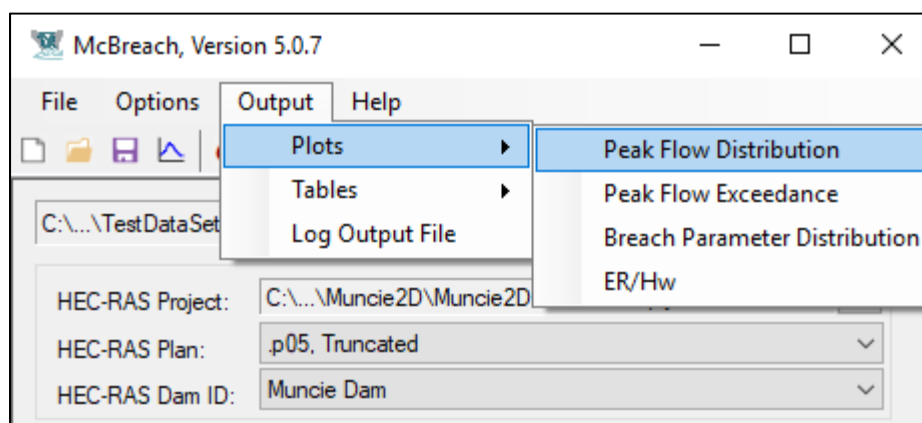 McBreach, Version 5.0.7
File Options Output Help
Plots
Tables
Log Output File
Peak Flow Distribution
Peak Flow Exceedance
Breach Parameter Distribution
ER/Hw
C:\...\TestDataSet
HEC-RAS Project: C:\...\Muncie2D\Muncie2D
HEC-RAS Plan: .p05, Truncated
HEC-RAS Dam ID: Muncie Dam